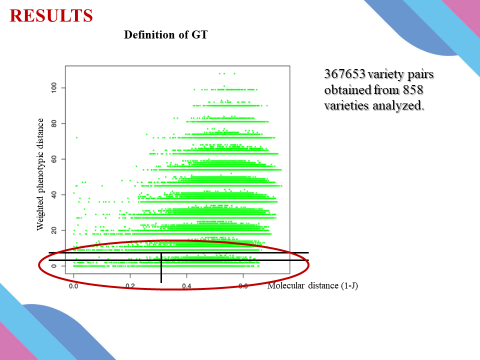 RESULTS
Definition of GT
367653 variety pairs
obtained from 858
varieties analyzed.
Weighted phenotypic distance
100
80
60
40
20
0
0.0
0.2
0.4
0.6
Molecular distance (1-J)